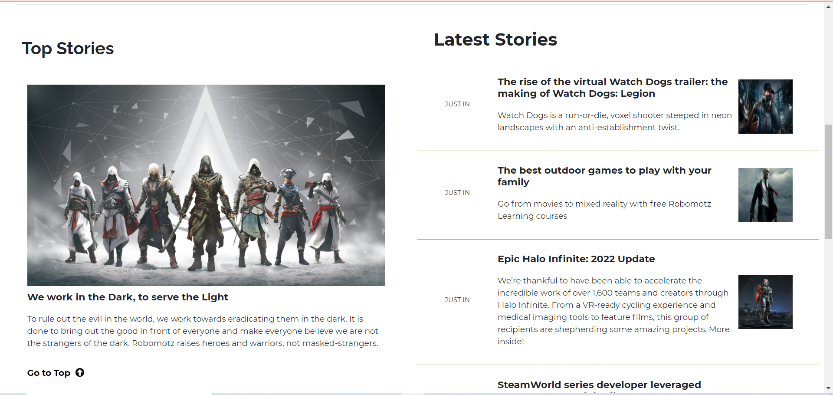 Top Stories
We work in the Dark, to serve the Light
To rule out the evil in the world, we work towards eradicating them in the dark. It is
done to bring out the good in front of everyone and make everyone believe we are not
the strangers of the dark. Robomotz raises heroes and warriors, not masked-strangers.
Go to Top
Latest Stories
JUST IN
The rise of the virtual Watch Dogs trailer: the
making of Watch Dogs: Legion
Watch Dogs is a run-or-die, voxel shooter steeped in neon
landscapes with an anti-establishment twist.
JUST IN
The best outdoor games to play with your
family
Go from movies to mixed reality with free Robomotz
Learning courses
JUST IN
Epic Halo Infinite: 2022 Update
We're thankful to have been able to accelerate the
incredible work of over 1,600 teams and creators through
Halo Infinite. From a VR-ready cycling experience and
medical imaging tools to feature films, this group of
recipients are shepherding some amazing projects. More
inside!
SteamWorld series developer leveraged